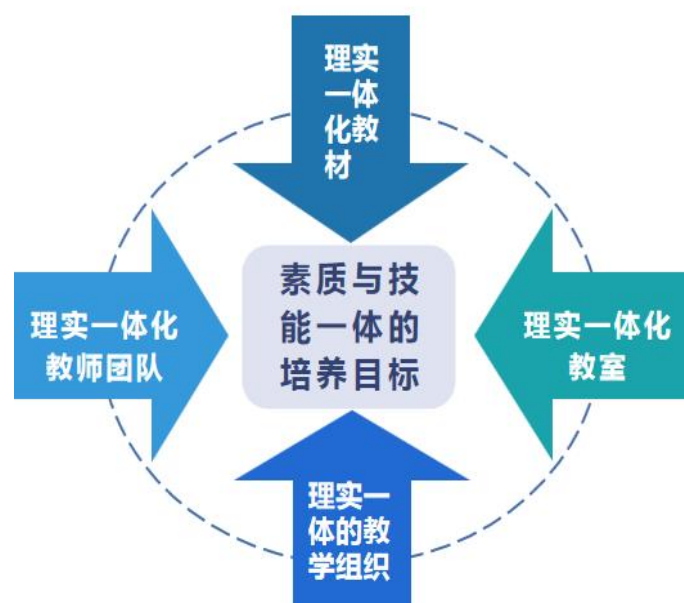 理实
一体
化教
材
理实一体化
教师团队
素质与技
能一体的
培养目标
理实一体化
教室
理实一
体的教
学组织